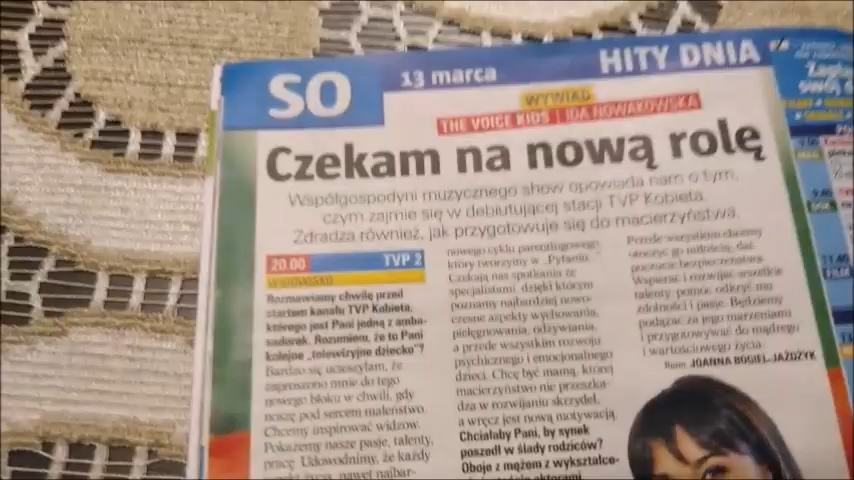 SO
13 marca
HITY DNIA
WYWIAD
THE VOICE KIDS | IDA NOWAKOWSKA
Czekam na nową rolę
Współgospodyni muzycznego show opowiada nam o tym,
czym zajmie się w debiutującej stacji TVP Kobieta.
Zdradza również, jak przygotowuje się do macierzyństwa.
20.00 TVP 2
Rozmawiamy chwilę przed
startem kanału TVP Kobieta,
którego jest Pani jedną z amba-
sadorek. Rozumiem, że to Pani
kolejne „telewizyjne dziecko”?
Bardzo się ucieszyłam, że
zaproszono mnie do tego
nowego bloku w chwili, gdy
noszę pod sercem maleństwo.
Chcemy inspirować widzów.
Pokażemy nasze pasje, talenty,
pracę. Udowodnimy, że każdy
nawet najbar-
nowego cyklu parentingowego,
który tworzymy w „Pytaniu
Czekają nas spotkania ze
specjalistami, dzięki którym
poznamy najbardziej nowo-
czesne aspekty wychowania,
pielęgnowania, odżywiania,
a przede wszystkim rozwoju
psychicznego i emocjonalnego
dzieci. Chcę być mamą, której
macierzyństwo nie przeszka-
dza w rozwijaniu skrzydeł,
a wręcz jest nową motywacją.
Chciałaby Pani, by synek
poszedł w ślady rodziców?
Oboje z mężem z wykształce-
aktorami
Przede wszystkim chcemy
otoczyć go miłością, dać
poczucie bezpieczeństwa.
Wspierać i rozwijać wszelkie
talenty, pomóc odkryć mu
zdolności i pasje. Będziemy
podążać za jego marzeniami
i przygotowywać do mądrego
i wartościowego życia.
Rozm. JOANNA BOGIEL-JAŻDŻYK